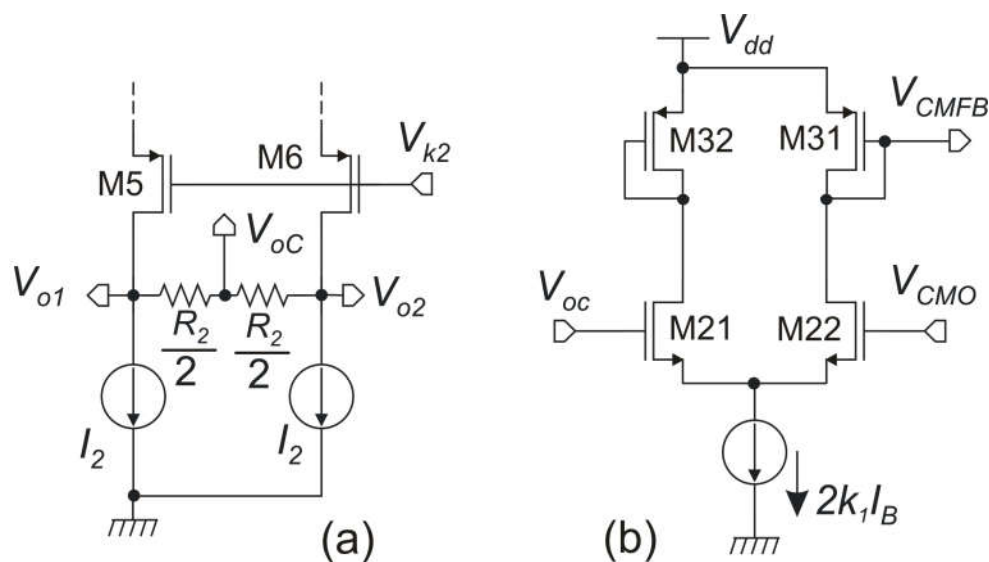 V_dd
V_CMFB
M32
M31
V_k2
M5
M6
V_oC
V_o1
V_o2
R_2
2
R_2
2
I_2
I_2
(a)
V_oc
V_CMO
M21
M22
2k_1I_B
(b)